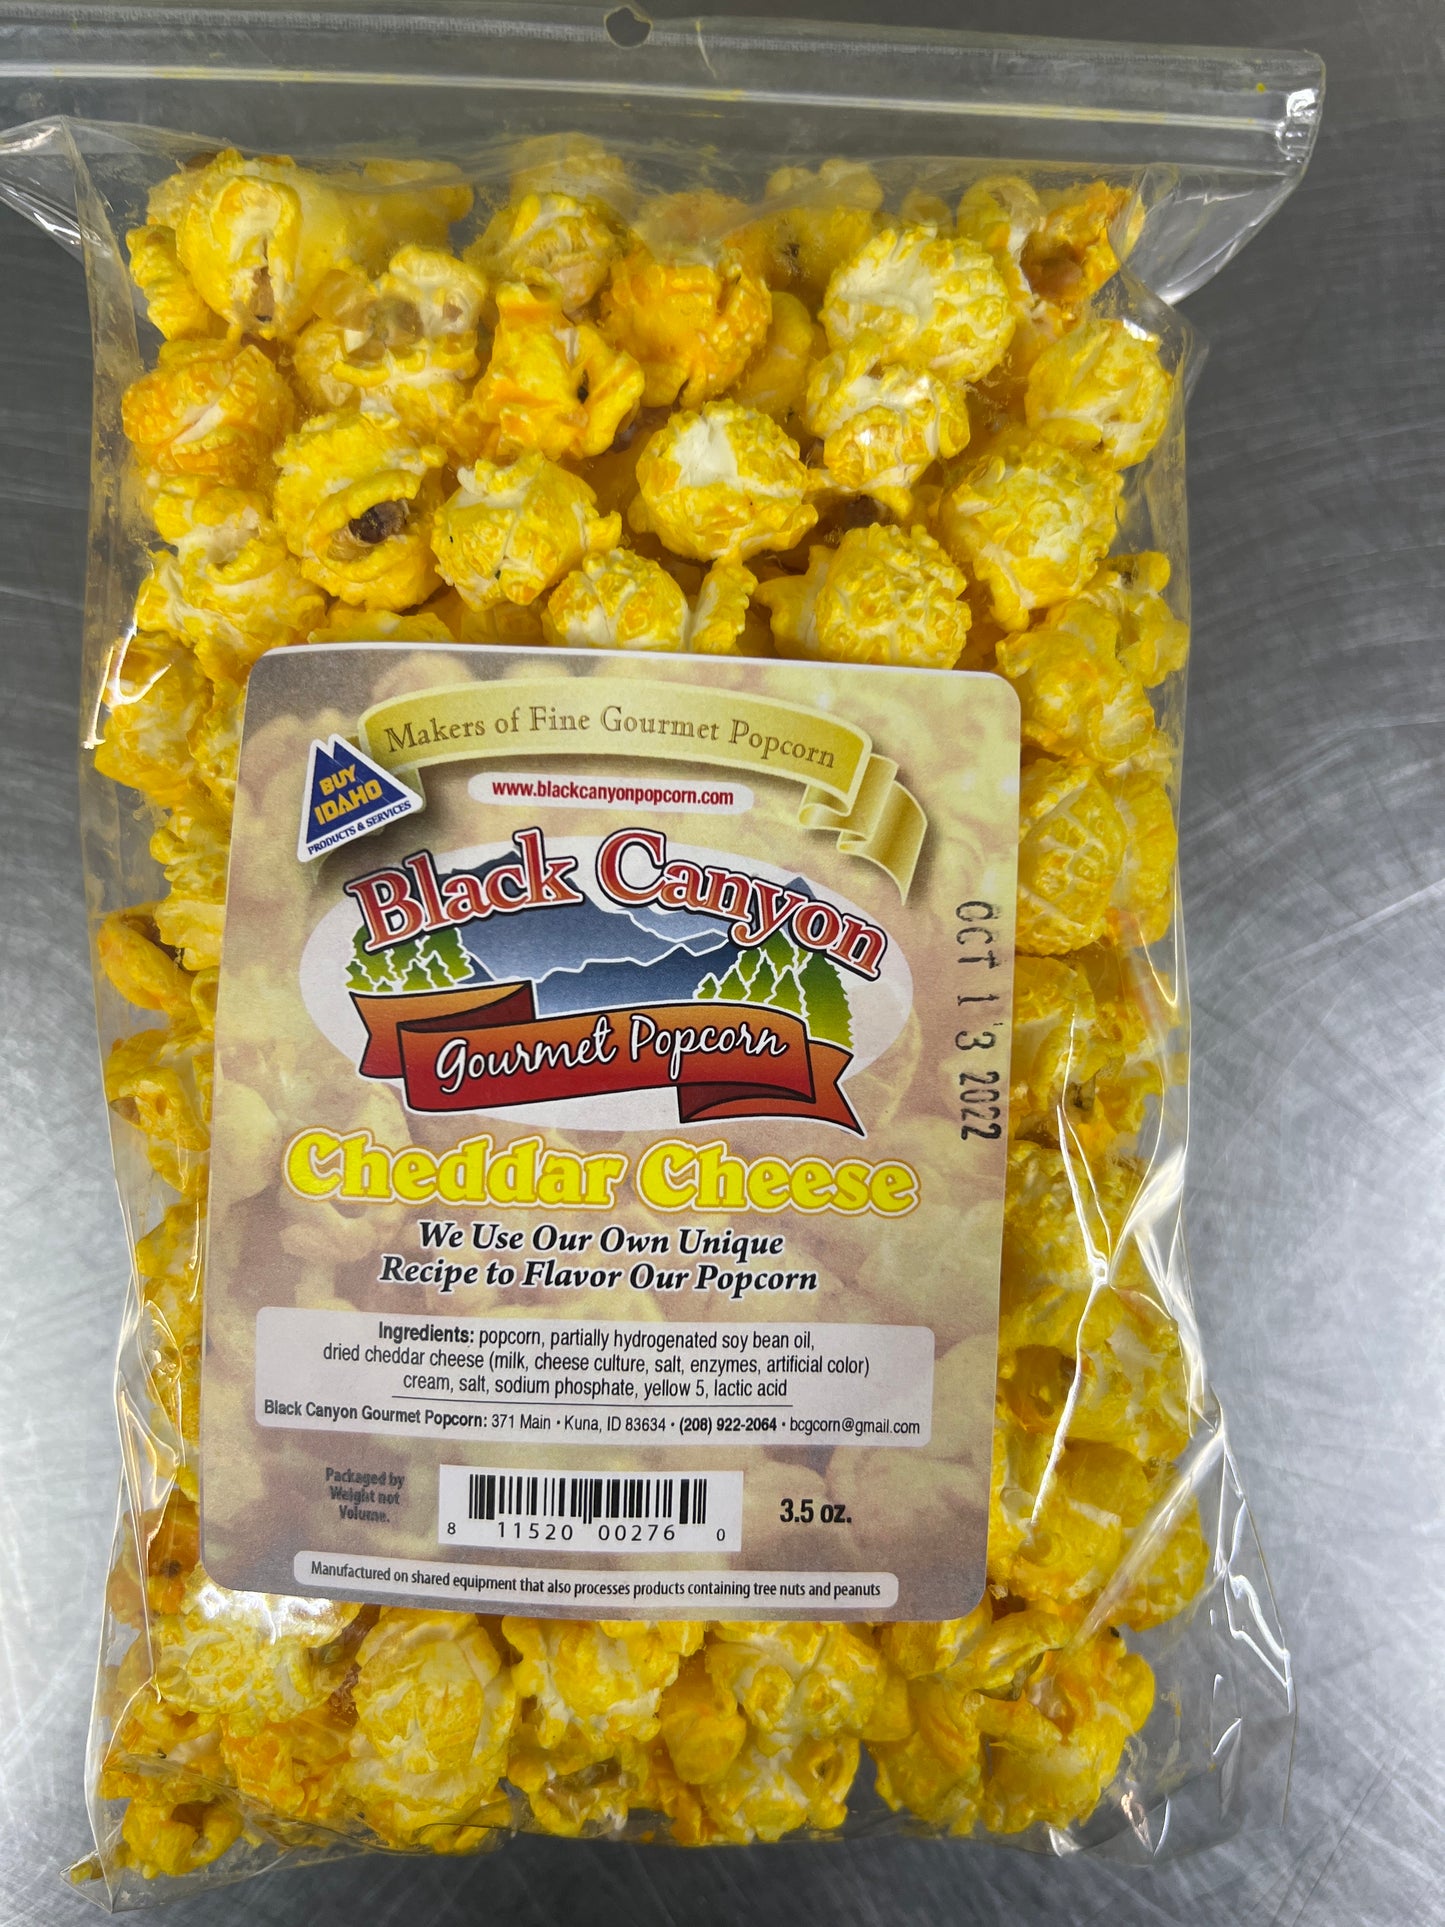 Makers of Fine Gourmet Popcorn
www.blackcanyonpopcorn.com
BUY
IDAHO
PRODUCTS & SERVICES
Black Canyon
Gourmet Popcorn
OCT 13 2022
Cheddar Cheese
We Use Our Own Unique
Recipe to Flavor Our Popcorn
Ingredients: popcorn, partially hydrogenated soy bean oil,
dried cheddar cheese (milk, cheese culture, salt, enzymes, artificial color)
cream, salt, sodium phosphate, yellow 5, lactic acid
Black Canyon Gourmet Popcorn: 371 Main • Kuna, ID 83634 • (208) 922-2064 • bcgcorn@gmail.com
Packaged by
Weight not
Volume.
8 11520 00276 0
3.5 oz.
Manufactured on shared equipment that also processes products containing tree nuts and peanuts